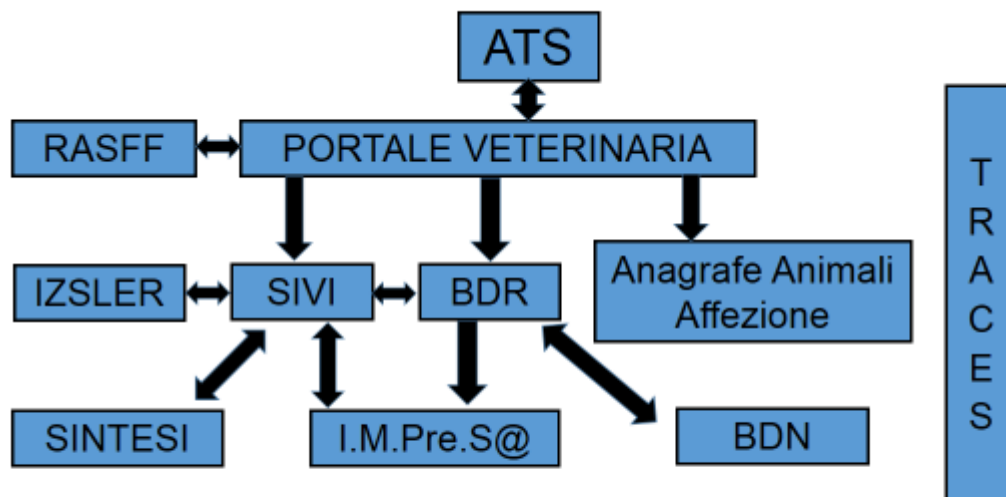 ATS
RASFF
PORTALE VETERINARIA
IZSLER
SIVI
BDR
Anagrafe Animali
Affezione
SINTESI
I.M.Pre.S@
BDN
T
R
A
C
E
S